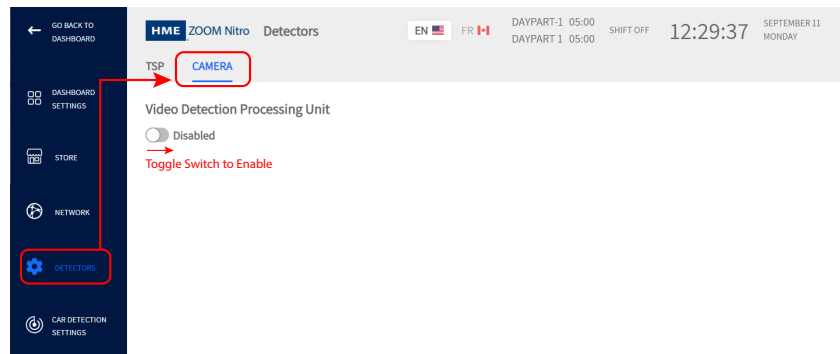 GO BACK TO
DASHBOARD
HME ZOOM Nitro Detectors
EN FR
DAYPART-1 05:00
DAYPART 1 05:00
SHIFT OFF
12:29:37
SEPTEMBER 11
MONDAY
TSP CAMERA
DASHBOARD
SETTINGS
STORE
NETWORK
DETECTORS
CAR DETECTION
SETTINGS
Video Detection Processing Unit
Disabled
Toggle Switch to Enable